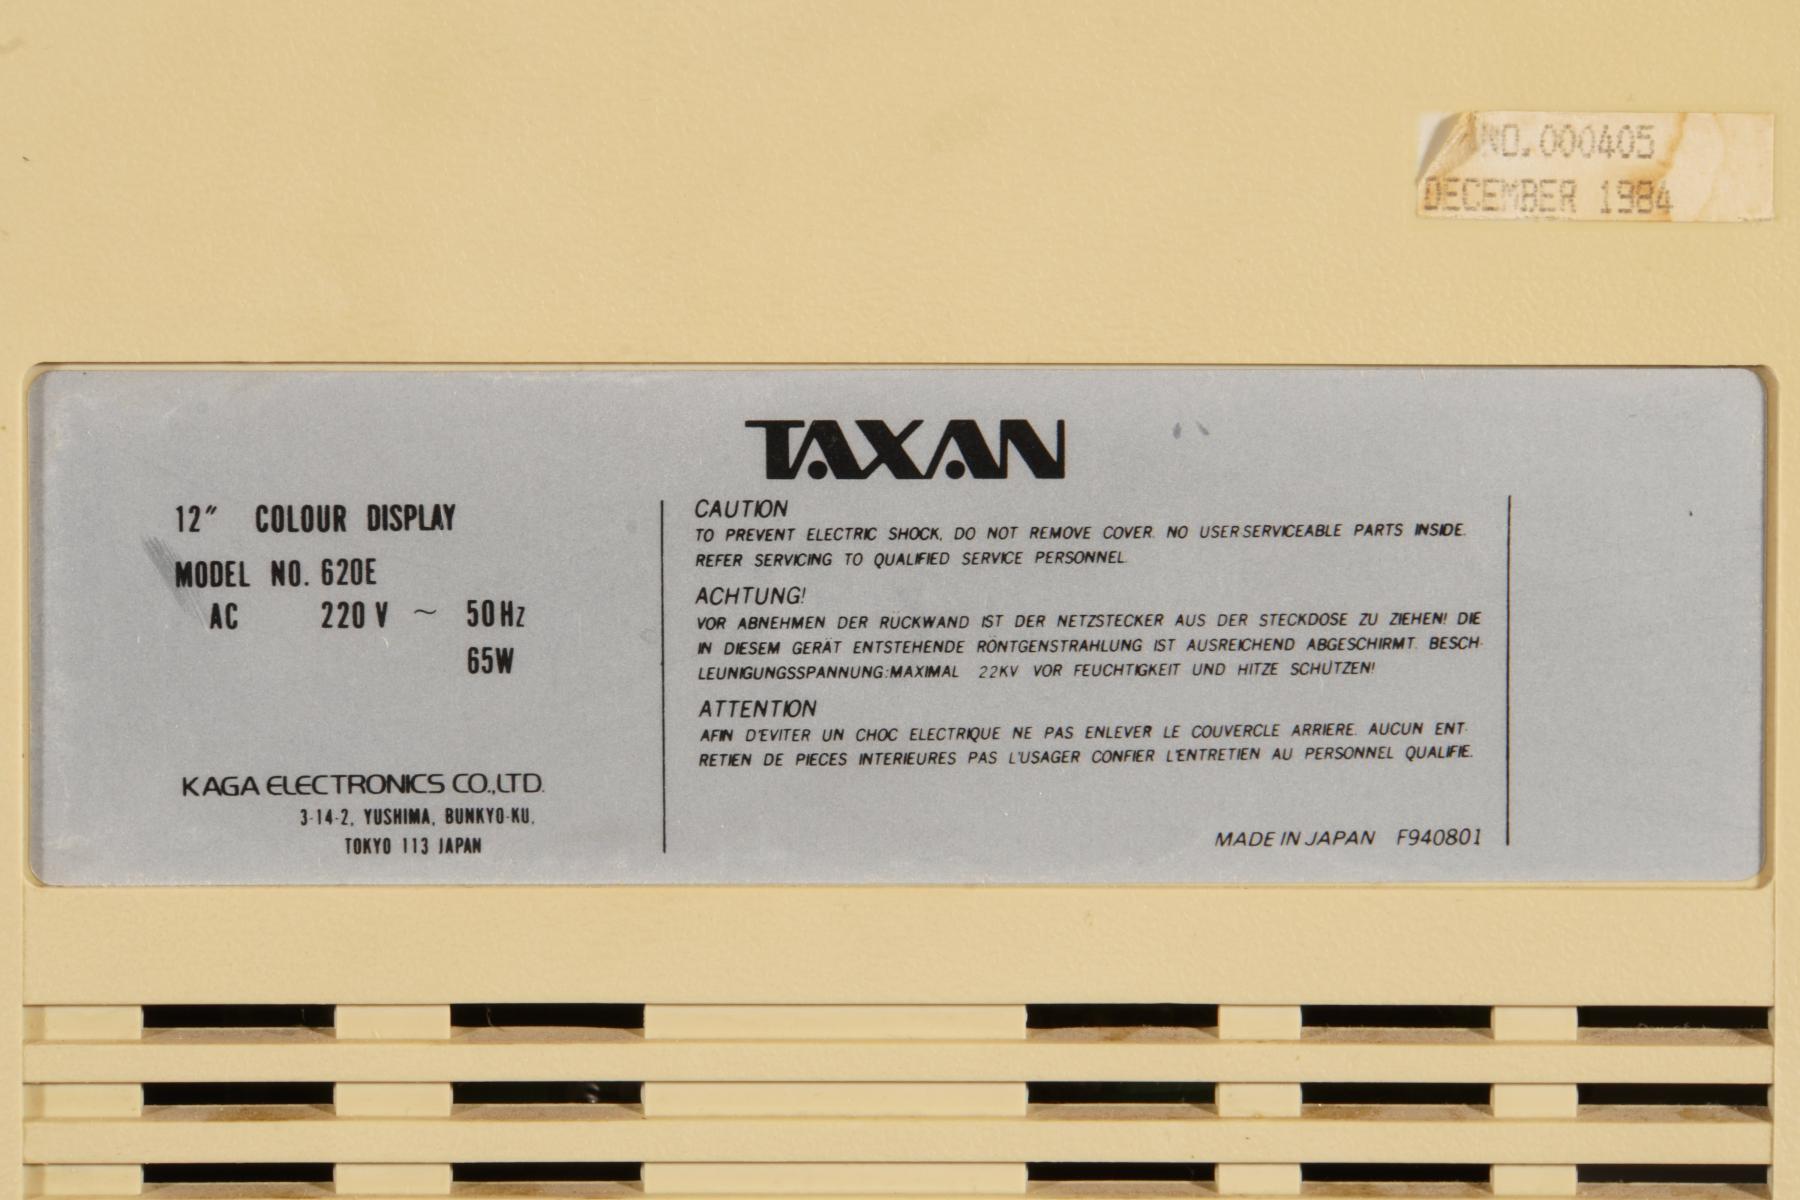 NO.000405
DECEMBER 1984
TAXAN
12" COLOUR DISPLAY
MODEL NO. 620E
AC 220 V ~ 50 Hz
65W
KAGA ELECTRONICS CO.,LTD.
3-14-2, YUSHIMA, BUNKYO-KU,
TOKYO 113 JAPAN
CAUTION
TO PREVENT ELECTRIC SHOCK, DO NOT REMOVE COVER. NO USER SERVICEABLE PARTS INSIDE.
REFER SERVICING TO QUALIFIED SERVICE PERSONNEL.
ACHTUNG!
VOR ABNEHMEN DER RÜCKWAND IST DER NETZSTECKER AUS DER STECKDOSE ZU ZIEHEN! DIE
IN DIESEM GERÄT ENTSTEHENDE RÖNTGENSTRAHLUNG IST AUSREICHEND ABGESCHIRMT. BESCH-
LEUNIGUNGSSPANNUNG:MAXIMAL 22KV VOR FEUCHTIGKEIT UND HITZE SCHUTZEN!
ATTENTION
AFIN D'EVITER UN CHOC ELECTRIQUE NE PAS ENLEVER LE COUVERCLE ARRIERE. AUCUN ENT-
RETIEN DE PIECES INTERIEURES PAS L'USAGER CONFIER L'ENTRETIEN AU PERSONNEL QUALIFIE.
MADE IN JAPAN F940801